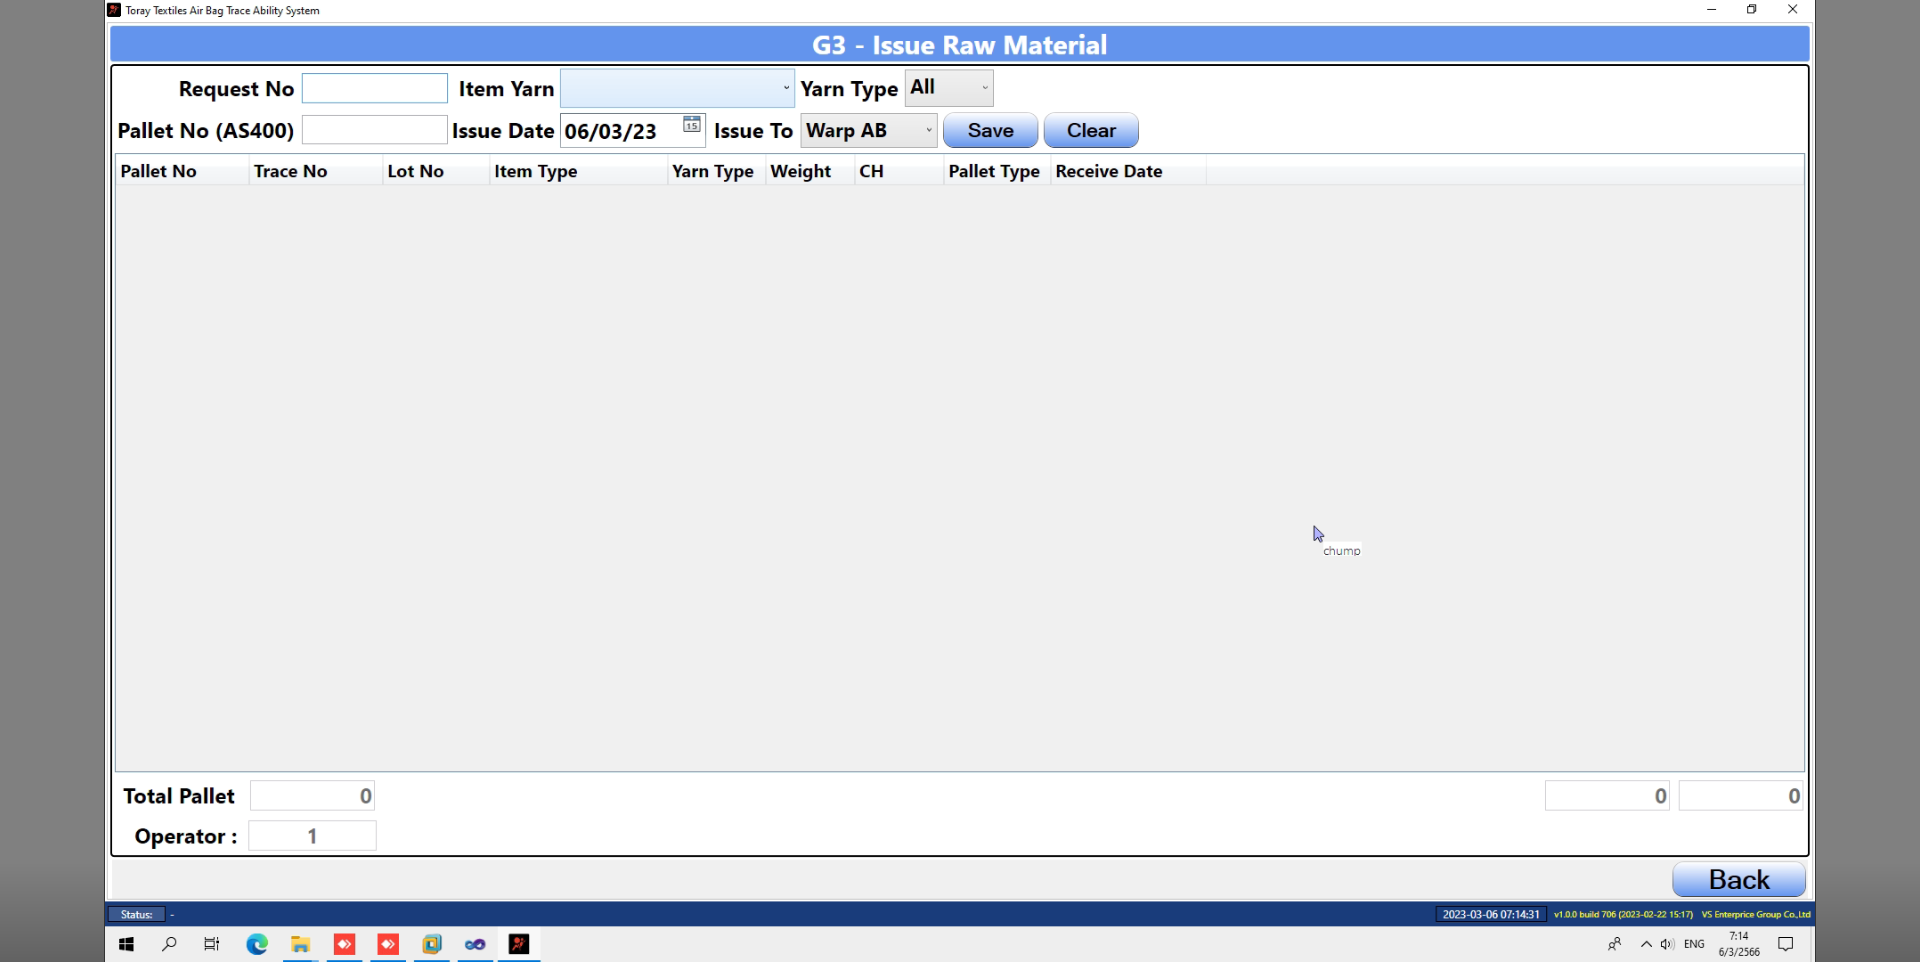 Toray Textiles Air Bag Trace Ability System
G3 - Issue Raw Material
Request No Item Yarn Yarn Type All
Pallet No (AS400) Issue Date 06/03/23 15 Issue To Warp AB Save Clear
Pallet No Trace No Lot No Item Type Yarn Type Weight CH Pallet Type Receive Date
chump
Total Pallet 0 0 0
Operator : 1
Back
Status: - 2023-03-06 07:14:31 v1.0.0 build 706 (2023-02-22 15:17) VS Enterprice Group Co.,Ltd
ENG 7:14
6/3/2566